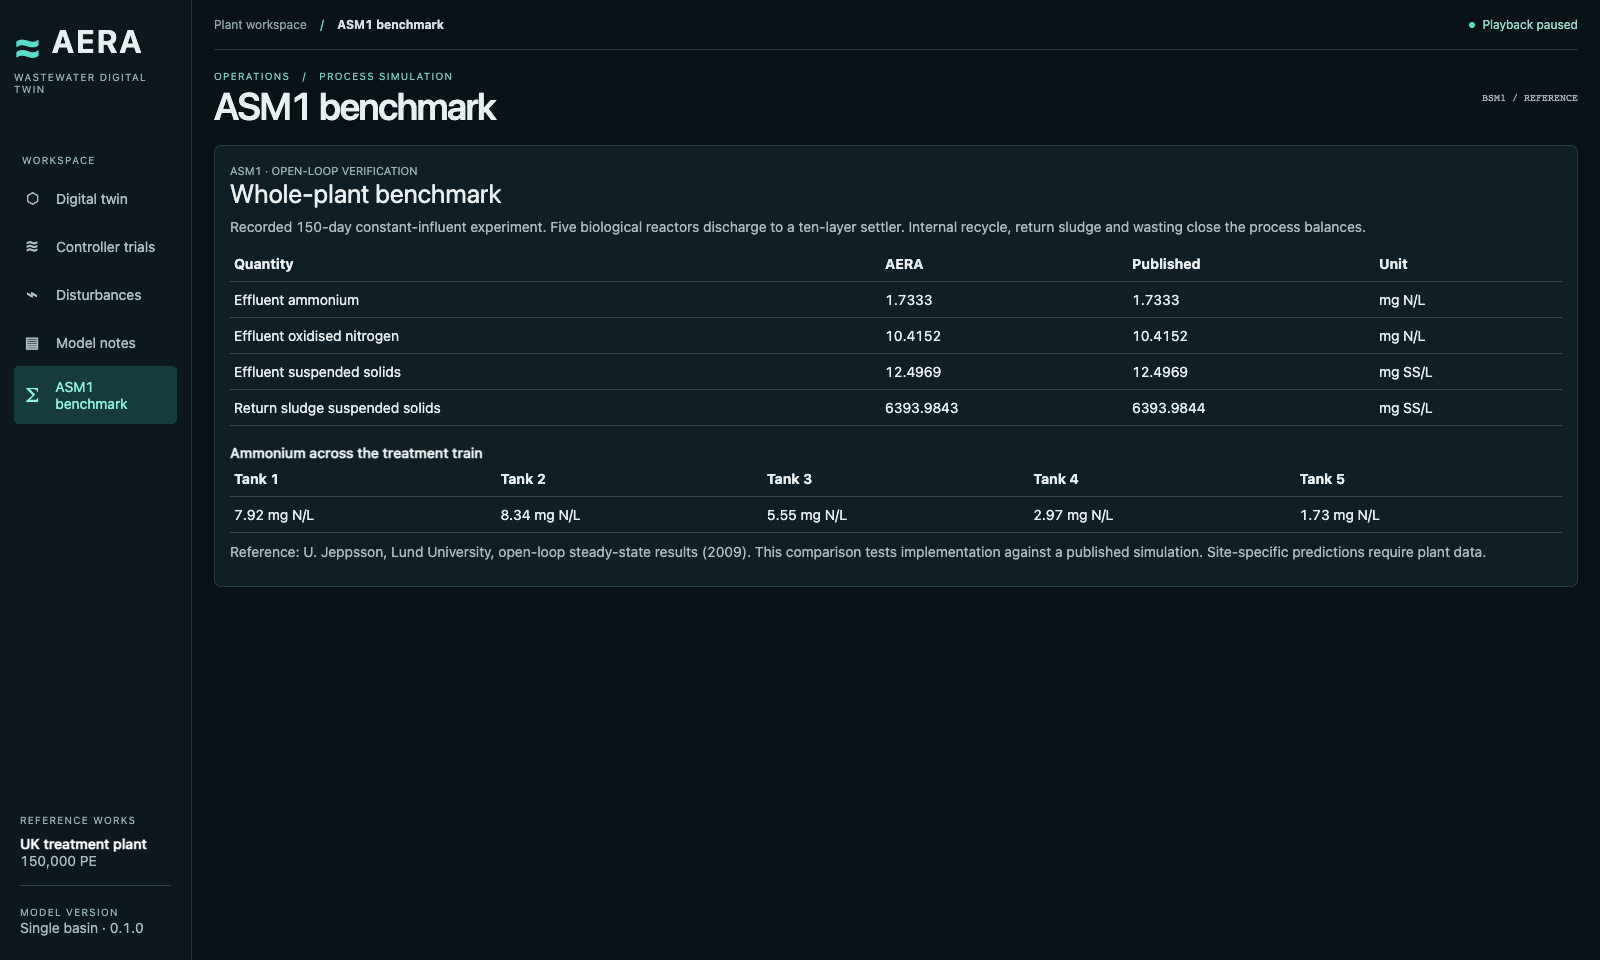 AERA
WASTEWATER DIGITAL
TWIN
WORKSPACE
Digital twin
Controller trials
Disturbances
Model notes
Σ ASM1
benchmark
REFERENCE WORKS
UK treatment plant
150,000 PE
MODEL VERSION
Single basin · 0.1.0
Plant workspace / ASM1 benchmark
Playback paused
OPERATIONS / PROCESS SIMULATION
ASM1 benchmark
BSM1 / REFERENCE
ASM1 · OPEN-LOOP VERIFICATION
Whole-plant benchmark
Recorded 150-day constant-influent experiment. Five biological reactors discharge to a ten-layer settler. Internal recycle, return sludge and wasting close the process balances.
Quantity AERA Published Unit
Effluent ammonium 1.7333 1.7333 mg N/L
Effluent oxidised nitrogen 10.4152 10.4152 mg N/L
Effluent suspended solids 12.4969 12.4969 mg SS/L
Return sludge suspended solids 6393.9843 6393.9844 mg SS/L
Ammonium across the treatment train
Tank 1 Tank 2 Tank 3 Tank 4 Tank 5
7.92 mg N/L 8.34 mg N/L 5.55 mg N/L 2.97 mg N/L 1.73 mg N/L
Reference: U. Jeppsson, Lund University, open-loop steady-state results (2009). This comparison tests implementation against a published simulation. Site-specific predictions require plant data.